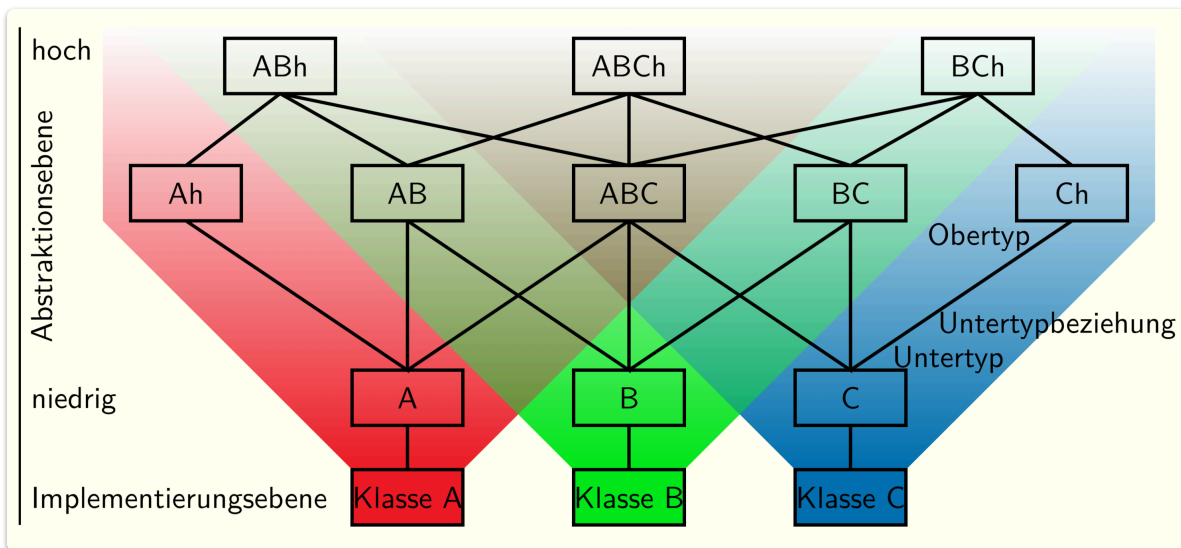 hoch
ABh
ABCh
BCh
Abstraktionsebene
Ah
AB
ABC
BC
Ch
Obertyp
Untertypbeziehung
Untertyp
niedrig
A
B
C
Implementierungsebene
Klasse A
Klasse B
Klasse C